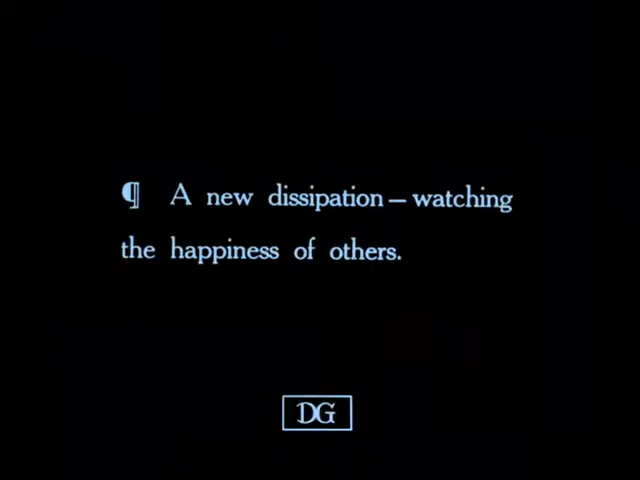 ¶ A new dissipation — watching
the happiness of others.
DG